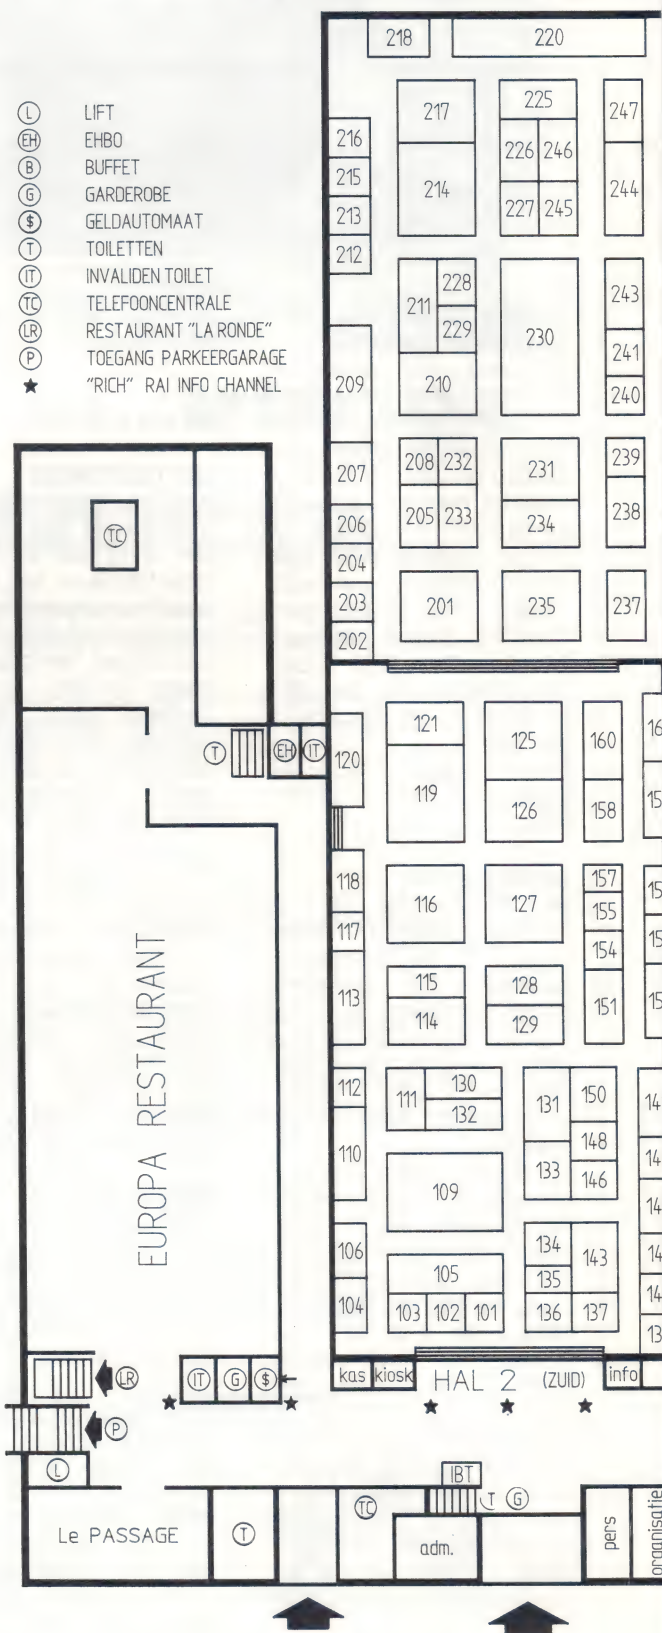 L LIFT
EH EHBO
B BUFFET
G GARDEROBE
$ GELDAUTOMAAT
T TOILETTEN
IT INVALIDEN TOILET
TC TELEFOONCENTRALE
LR RESTAURANT "LA RONDE"
P TOEGANG PARKEERGARAGE
★ "RICH" RAI INFO CHANNEL
218 220
217 225 247
216
226 246
215 214 244
213 227 245
212
228
211 243
229 230
209 241
210 240
208 232 231 239
207
205 233 234 238
206
204
203 201 235 237
202
TC
T EH IT
121 125 160
120
119 126 158
118 116 127 157
155
117 154
115 128
113 114 129 151
112 111 130 131 150
132
110 148
133 146
109
106 134 143
105 135
104 103 102 101 136 137
EUROPA RESTAURANT
LR IT G $ kas kiosk HAL 2 (ZUID) info
P
L
IBT
TC T G
Le PASSAGE T adm. pers organisatie